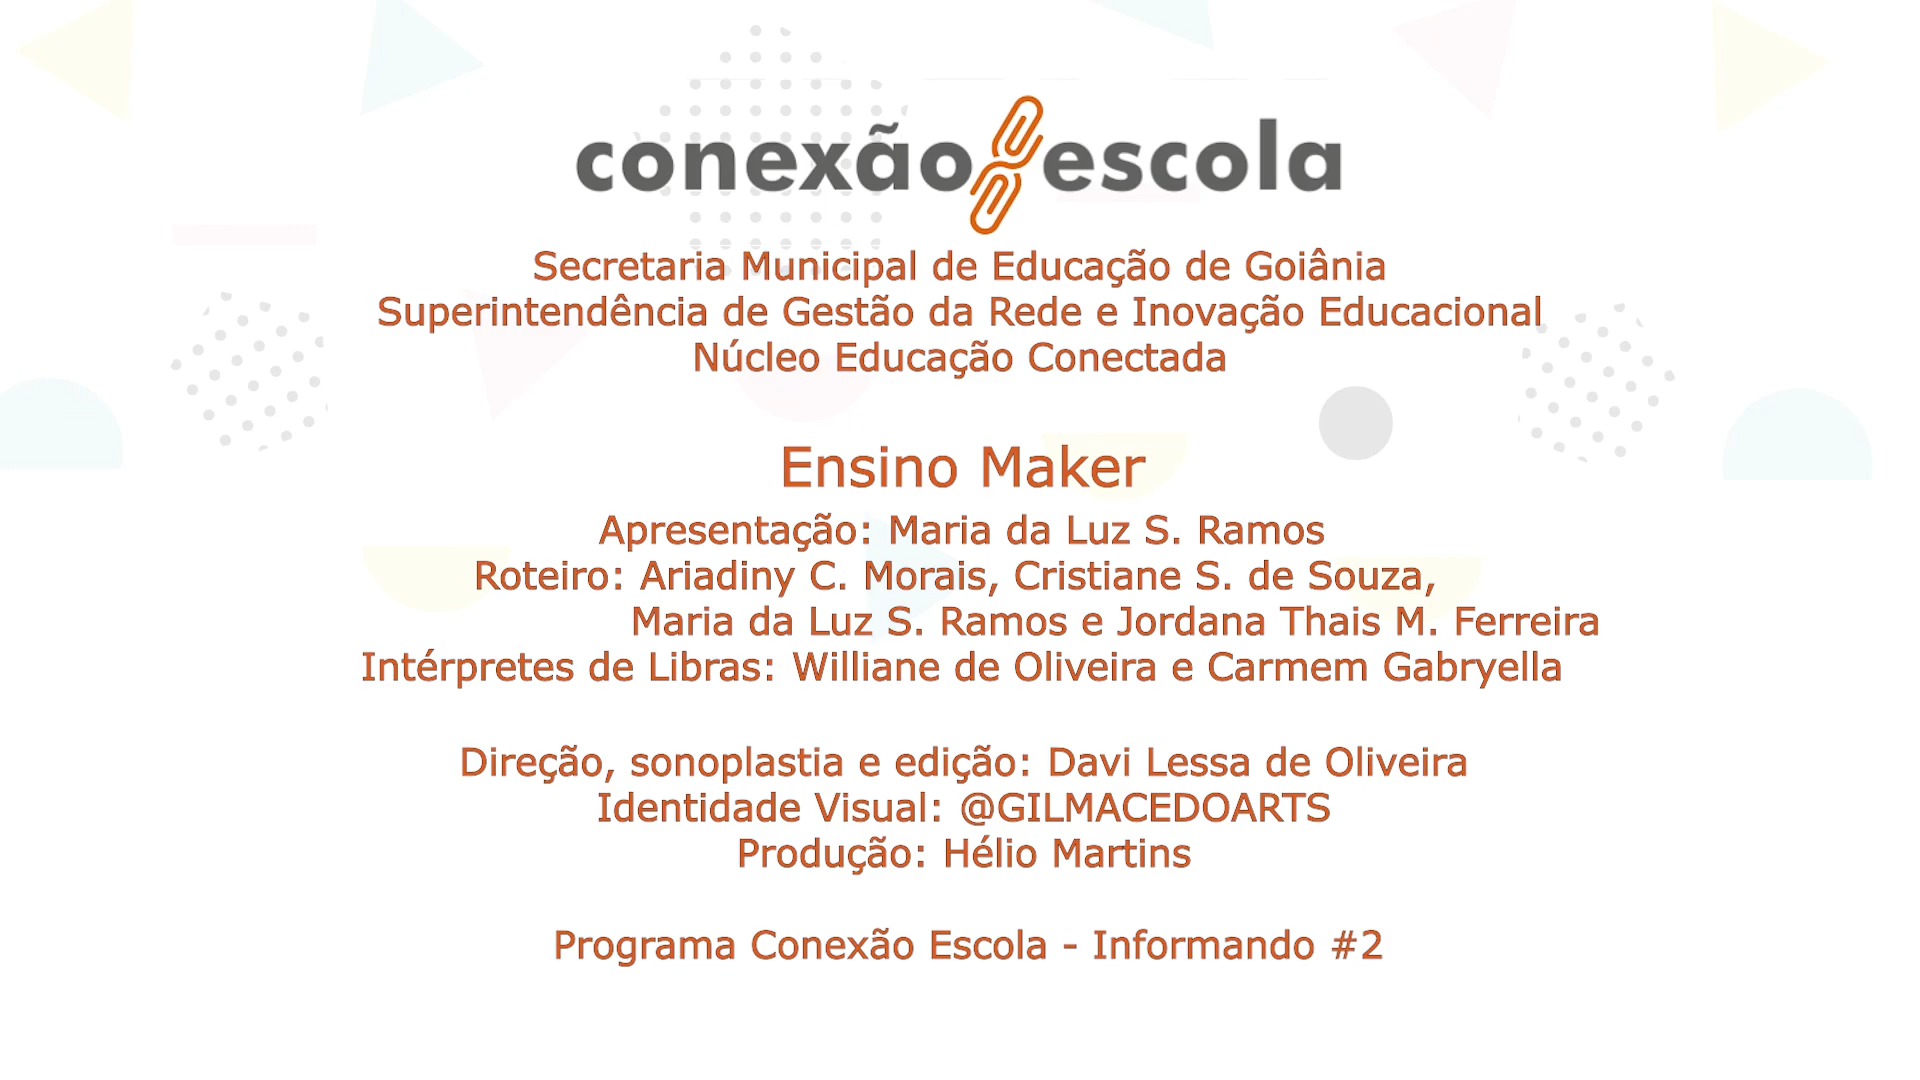 conexão escola
Secretaria Municipal de Educação de Goiânia
Superintendência de Gestão da Rede e Inovação Educacional
Núcleo Educação Conectada
Ensino Maker
Apresentação: Maria da Luz S. Ramos
Roteiro: Ariadiny C. Morais, Cristiane S. de Souza,
Maria da Luz S. Ramos e Jordana Thais M. Ferreira
Intérpretes de Libras: Williane de Oliveira e Carmem Gabryella
Direção, sonoplastia e edição: Davi Lessa de Oliveira
Identidade Visual: @GILMACEDOARTS
Produção: Hélio Martins
Programa Conexão Escola - Informando #2